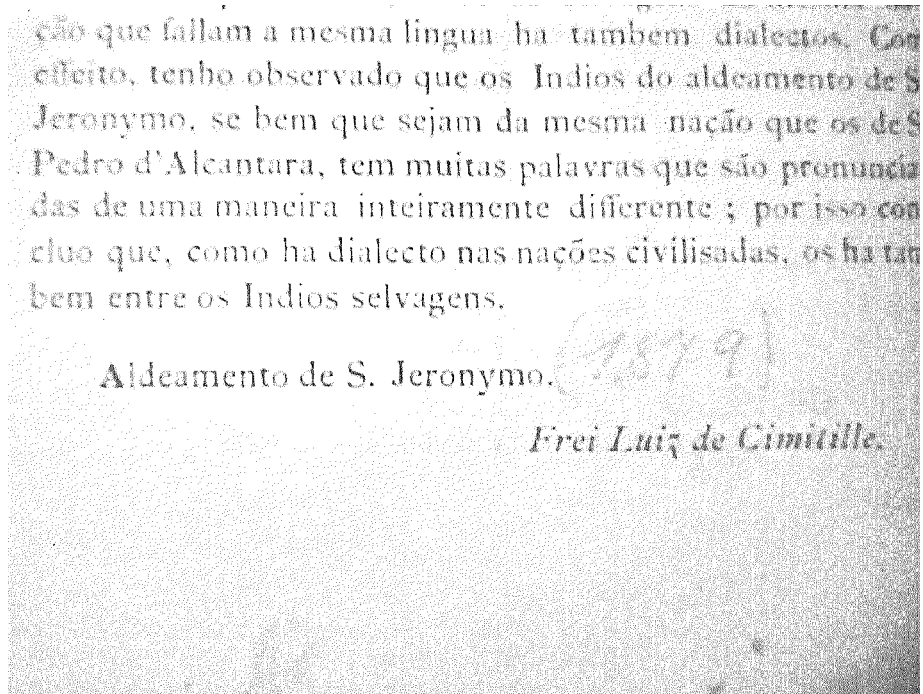 ção que fallam a mesma lingua ha tambem dialectos. Com
effeito, tenho observado que os Indios do aldeamento de S
Jeronymo, se bem que sejam da mesma nação que os de S
Pedro d'Alcantara, tem muitas palavras que são pronuncia
das de uma maneira inteiramente differente ; por isso con
cluo que, como ha dialecto nas nações civilisadas, os ha tam
bem entre os Indios selvagens.
(1879)
Aldeamento de S. Jeronymo.
Frei Luiz de Cimitille.